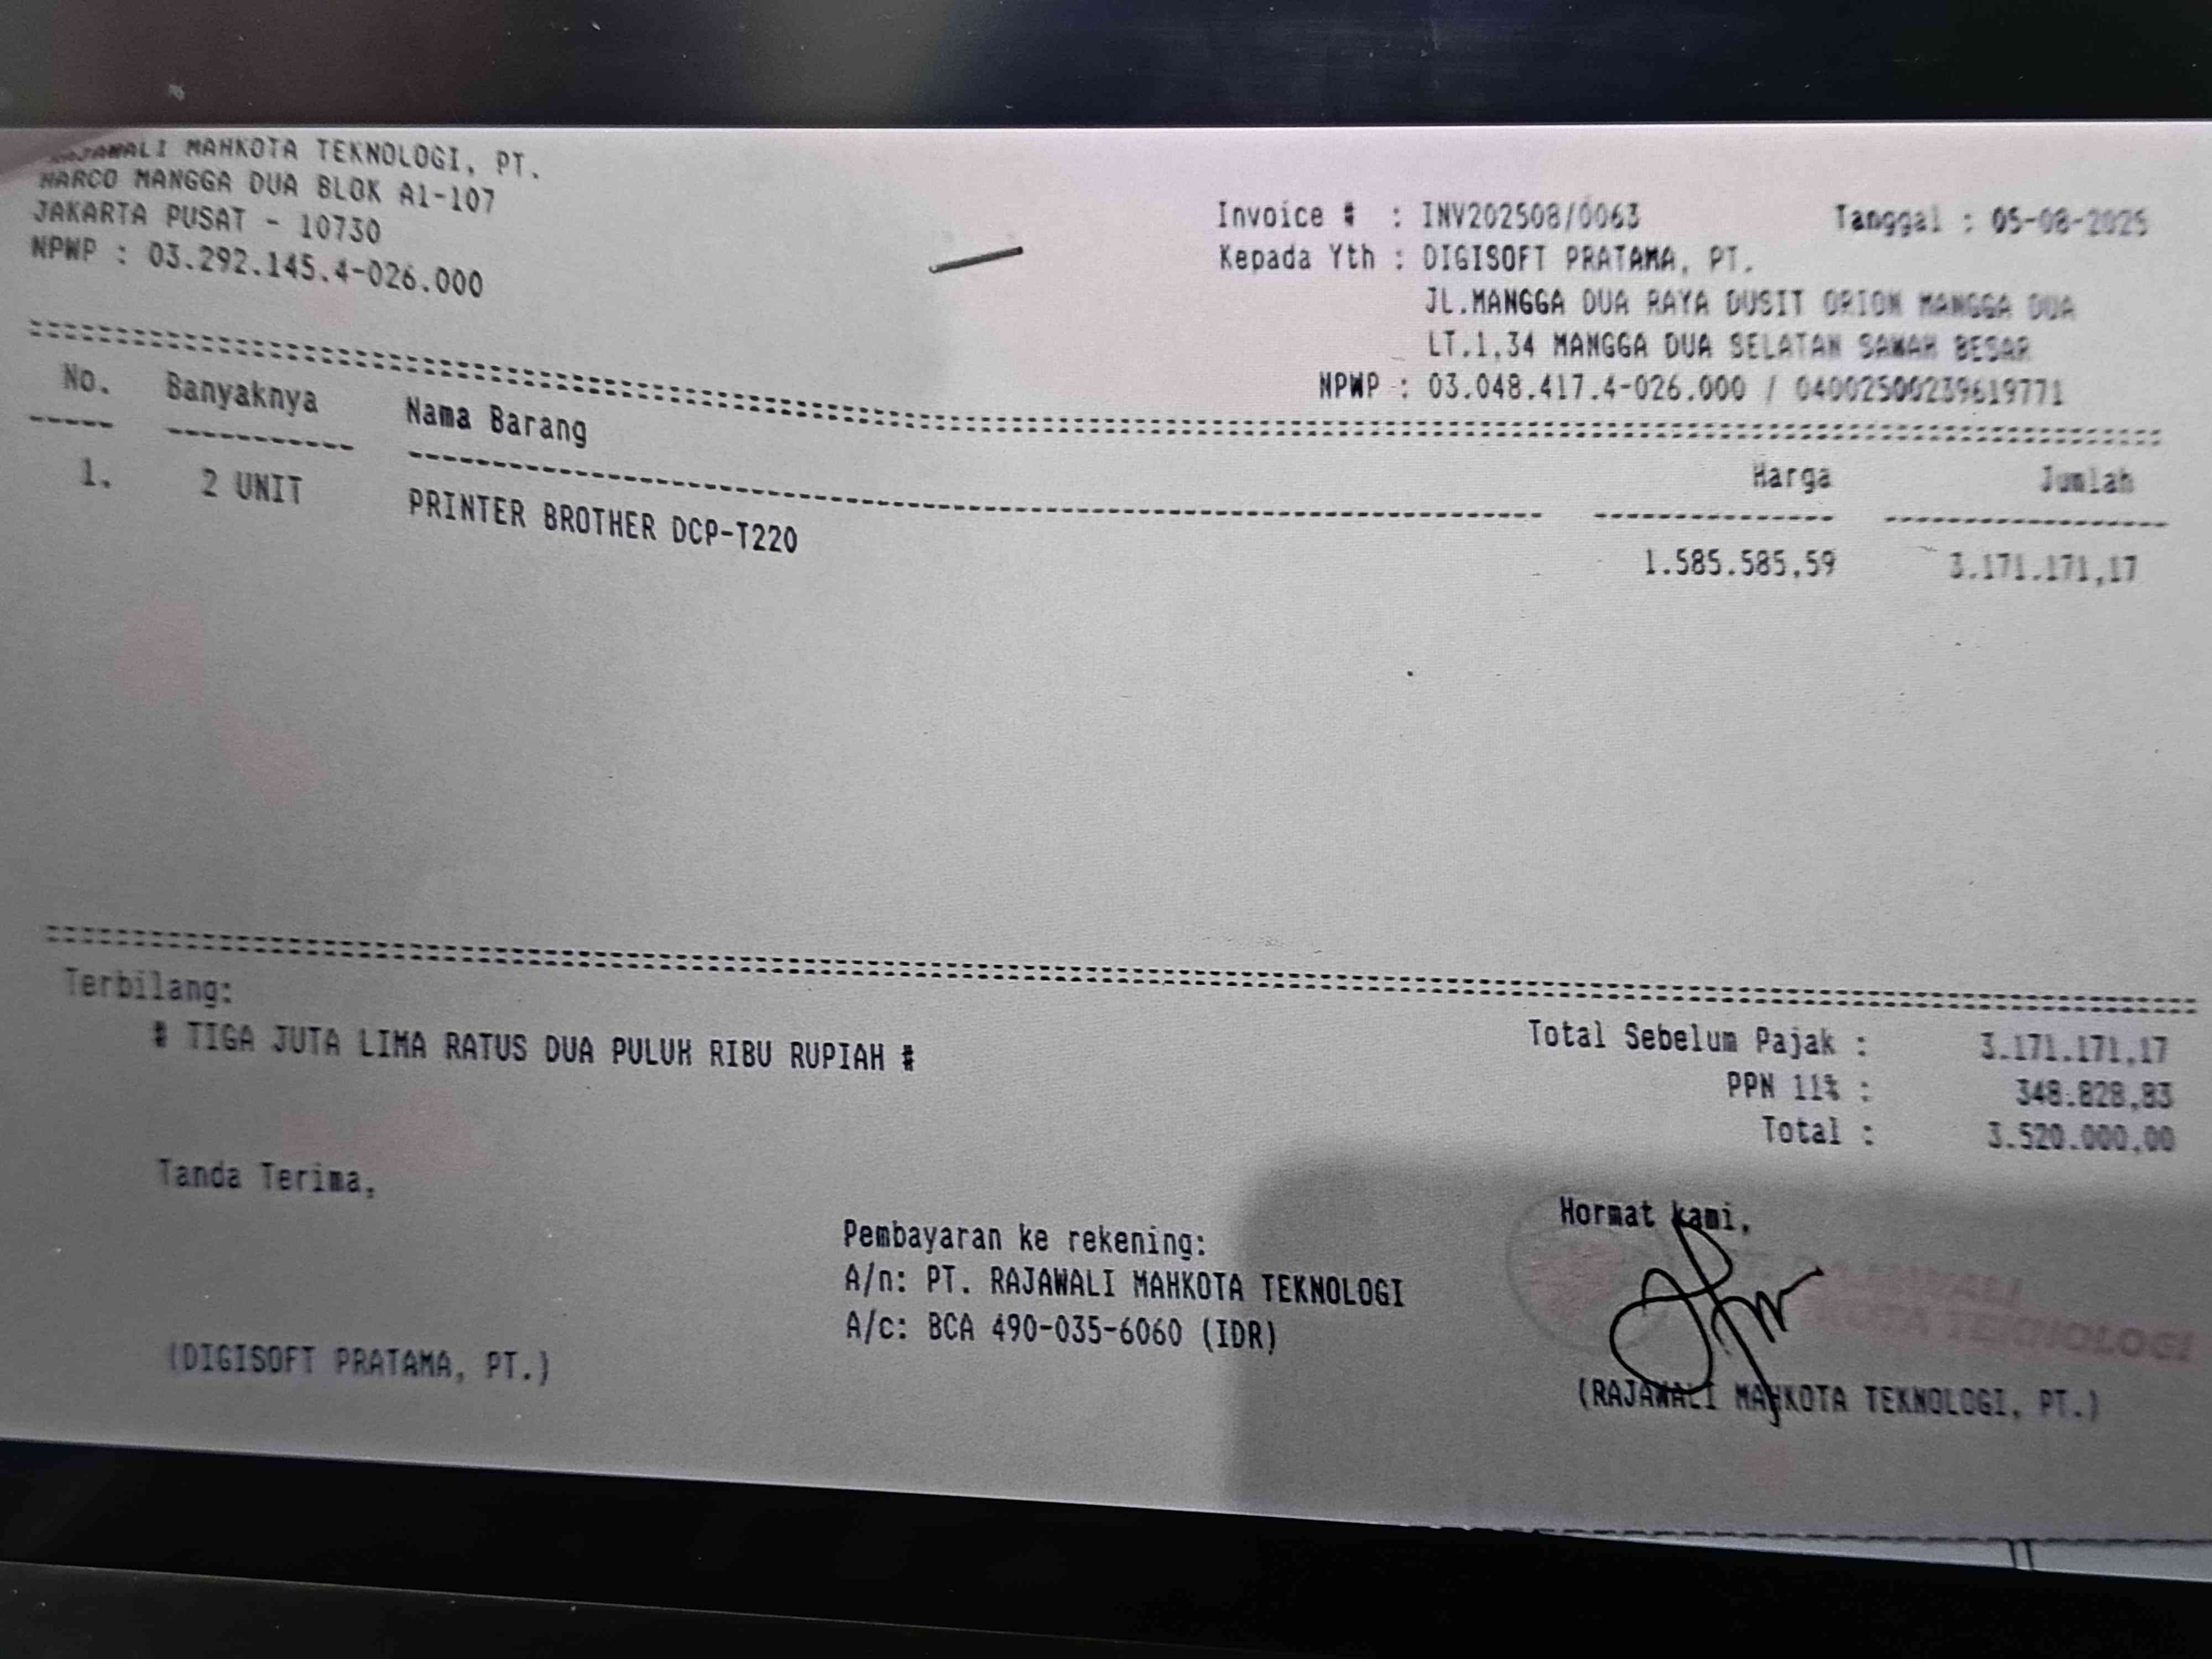 RAJAWALI MAHKOTA TEKNOLOGI, PT.
HARCO MANGGA DUA BLOK A1-107
JAKARTA PUSAT - 10730
NPWP : 03.292.145.4-026.000
Invoice # : INV202508/0063 Tanggal : 05-08-2025
Kepada Yth : DIGISOFT PRATAMA, PT.
JL.MANGGA DUA RAYA DUSIT ORION MANGGA DUA
LT.1,34 MANGGA DUA SELATAN SAWAH BESAR
NPWP : 03.048.417.4-026.000 / 04002500239619771
No. Banyaknya Nama Barang Harga Jumlah
1. 2 UNIT PRINTER BROTHER DCP-T220 1.585.585,59 3.171.171,17
Terbilang:
# TIGA JUTA LIMA RATUS DUA PULUH RIBU RUPIAH #
Total Sebelum Pajak : 3.171.171,17
PPN 11% : 348.828,83
Total : 3.520.000,00
Tanda Terima,
(DIGISOFT PRATAMA, PT.)
Pembayaran ke rekening:
A/n: PT. RAJAWALI MAHKOTA TEKNOLOGI
A/c: BCA 490-035-6060 (IDR)
Hormat kami,
TEKNOLOGI
(RAJAWALI MAHKOTA TEKNOLOGI, PT.)